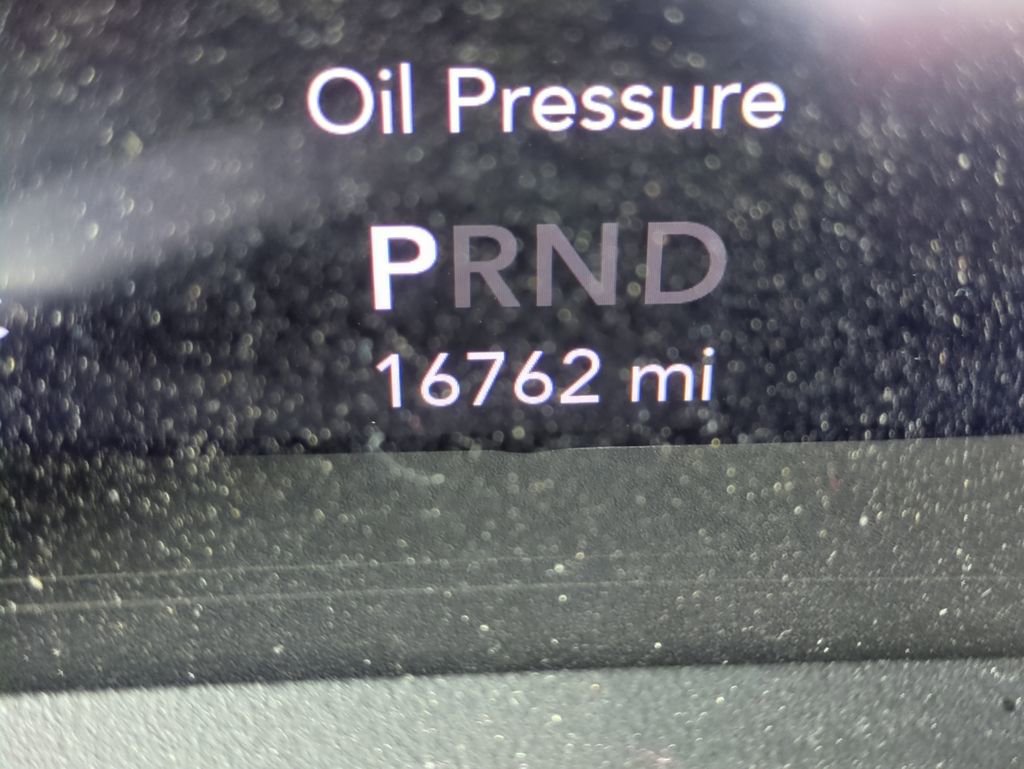 Oil Pressure
PRND
16762 mi